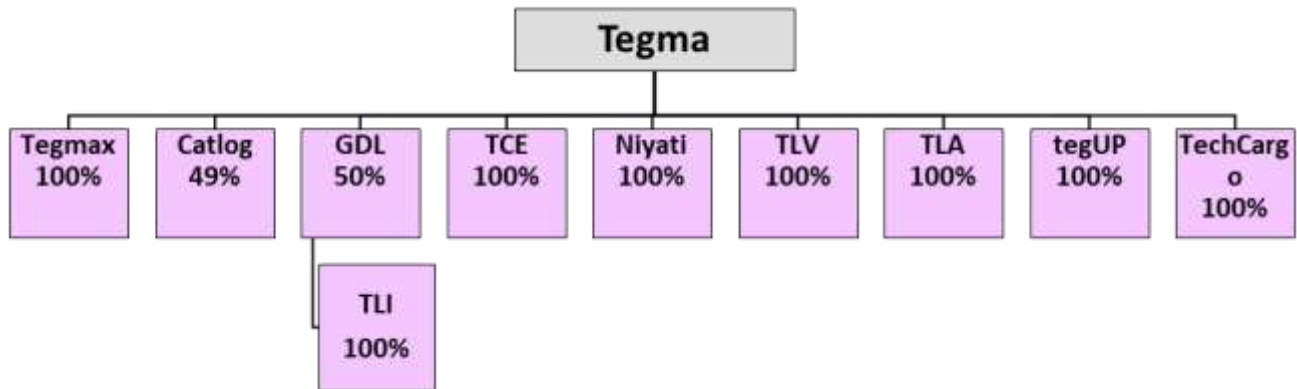 Tegma
Tegmax
100%
Catlog
49%
GDL
50%
TCE
100%
Niyati
100%
TLV
100%
TLA
100%
tegUP
100%
TechCarg
o
100%
TLI
100%